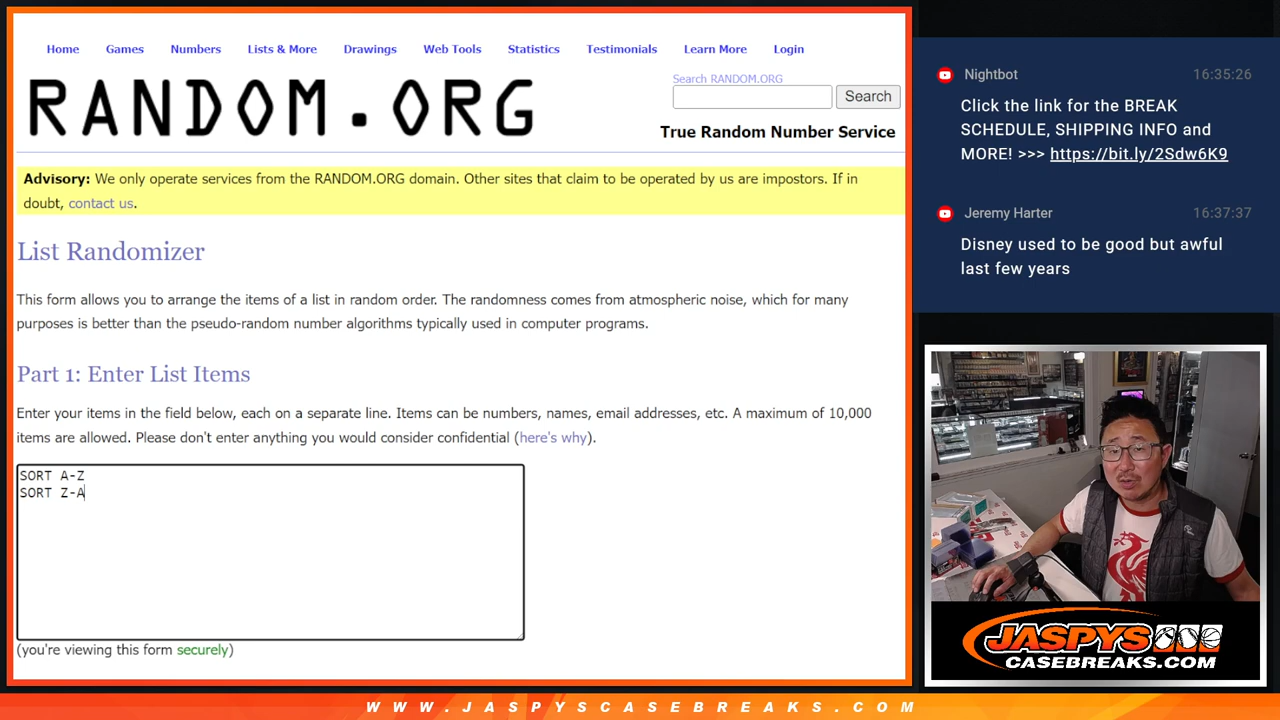 Home Games Numbers Lists & More Drawings Web Tools Statistics Testimonials Learn More Login
RANDOM.ORG
Search RANDOM.ORG
Search
True Random Number Service
Advisory: We only operate services from the RANDOM.ORG domain. Other sites that claim to be operated by us are impostors. If in
doubt, contact us.
List Randomizer
This form allows you to arrange the items of a list in random order. The randomness comes from atmospheric noise, which for many
purposes is better than the pseudo-random number algorithms typically used in computer programs.
Part 1: Enter List Items
Enter your items in the field below, each on a separate line. Items can be numbers, names, email addresses, etc. A maximum of 10,000
items are allowed. Please don't enter anything you would consider confidential (here's why).
SORT A-Z
SORT Z-A
(you're viewing this form securely)
Nightbot 16:35:26
Click the link for the BREAK
SCHEDULE, SHIPPING INFO and
MORE! >>> https://bit.ly/2Sdw6K9
Jeremy Harter 16:37:37
Disney used to be good but awful
last few years
JASPYS
CASEBREAKS.COM
WWW.JASPYSCASEBREAKS.COM